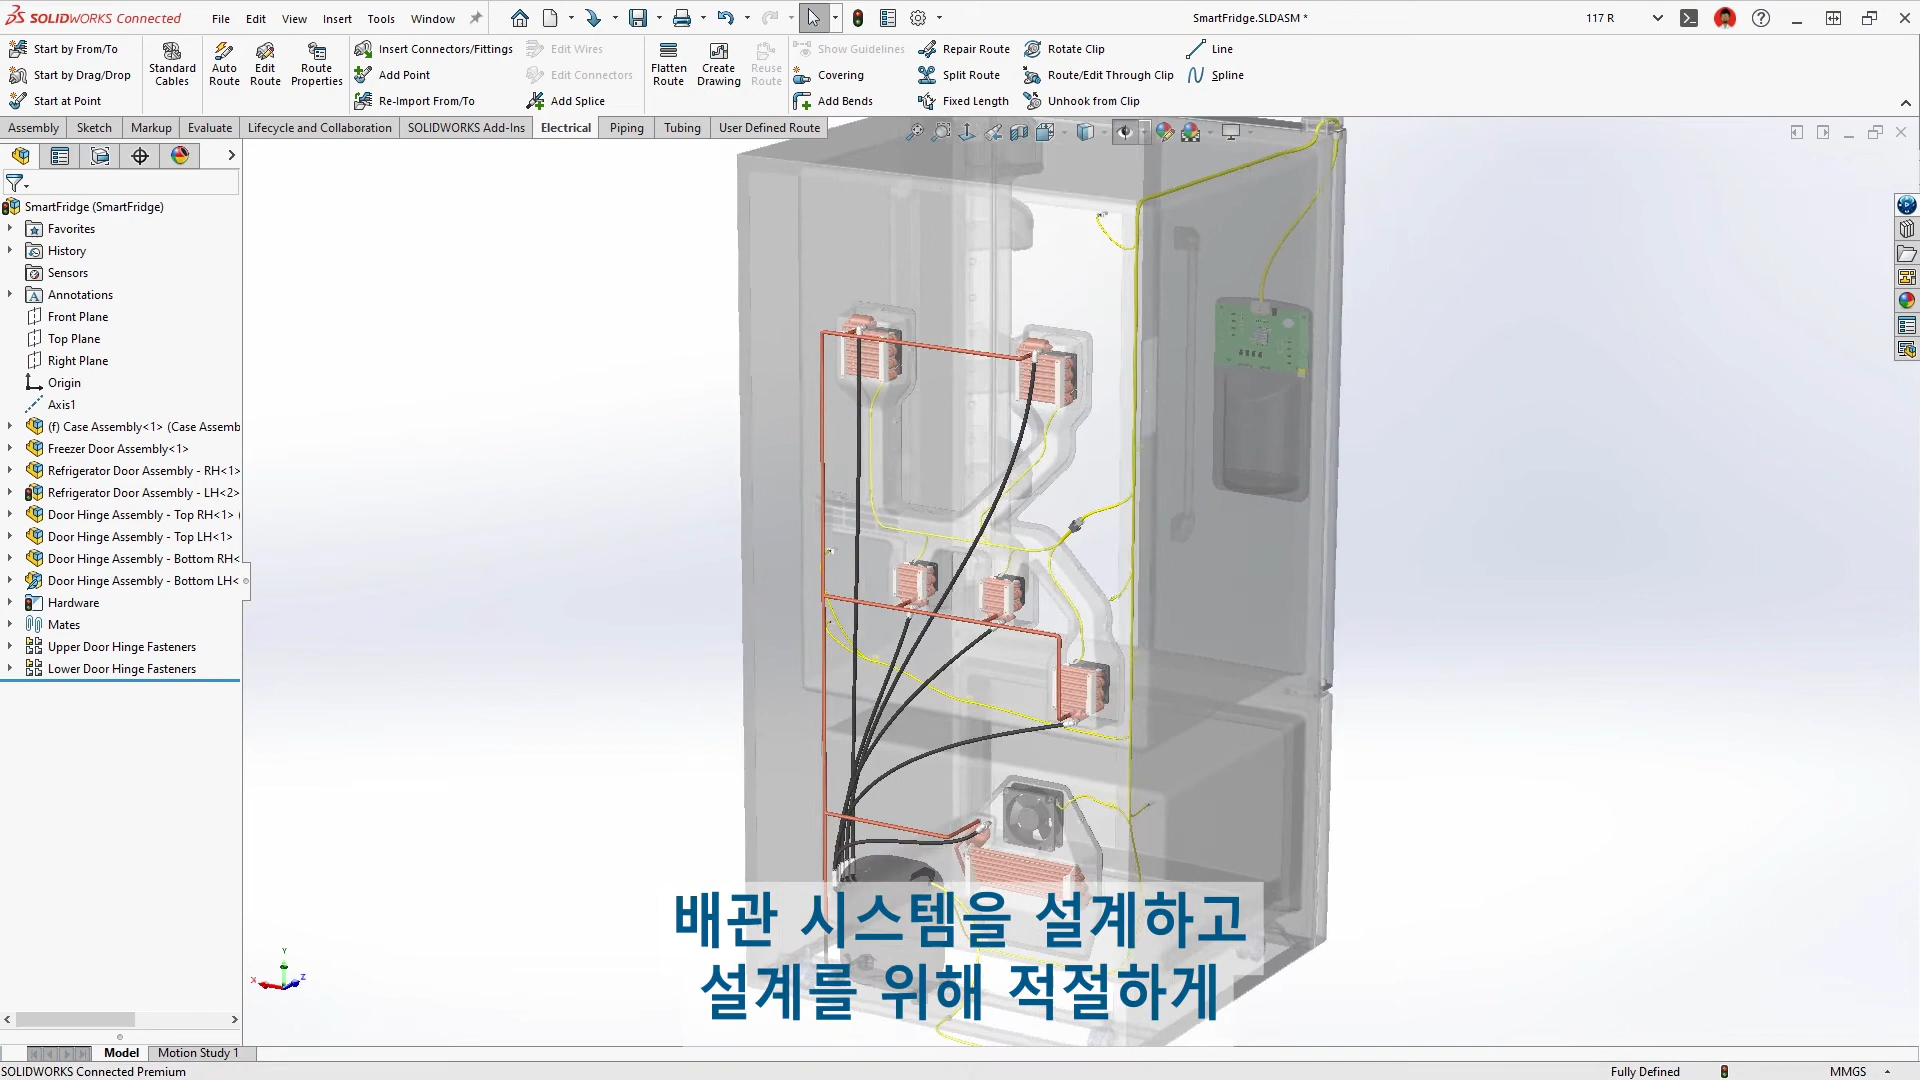 SOLIDWORKS Connected
File Edit View Insert Tools Window
SmartFridge.SLDASM *
117 R
Start by From/To
Start by Drag/Drop
Start at Point
Standard Cables
Auto Route
Edit Route
Route Properties
Insert Connectors/Fittings
Add Point
Re-Import From/To
Edit Wires
Edit Connectors
Add Splice
Flatten Route
Create Drawing
Reuse Route
Show Guidelines
Covering
Add Bends
Repair Route
Split Route
Fixed Length
Rotate Clip
Route/Edit Through Clip
Unhook from Clip
Line
Spline
Assembly Sketch Markup Evaluate Lifecycle and Collaboration SOLIDWORKS Add-Ins Electrical Piping Tubing User Defined Route
SmartFridge (SmartFridge)
Favorites
History
Sensors
Annotations
Front Plane
Top Plane
Right Plane
Origin
Axis1
(f) Case Assembly<1> (Case Assemb
Freezer Door Assembly<1>
Refrigerator Door Assembly - RH<1>
Refrigerator Door Assembly - LH<2>
Door Hinge Assembly - Top RH<1> (
Door Hinge Assembly - Top LH<1>
Door Hinge Assembly - Bottom RH<
Door Hinge Assembly - Bottom LH<
Hardware
Mates
Upper Door Hinge Fasteners
Lower Door Hinge Fasteners
Y
X
Z
배관 시스템을 설계하고
설계를 위해 적절하게
Model Motion Study 1
SOLIDWORKS Connected Premium
Fully Defined
MMGS